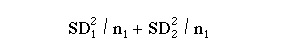 SD₁² / n₁ + SD₂² / n₁